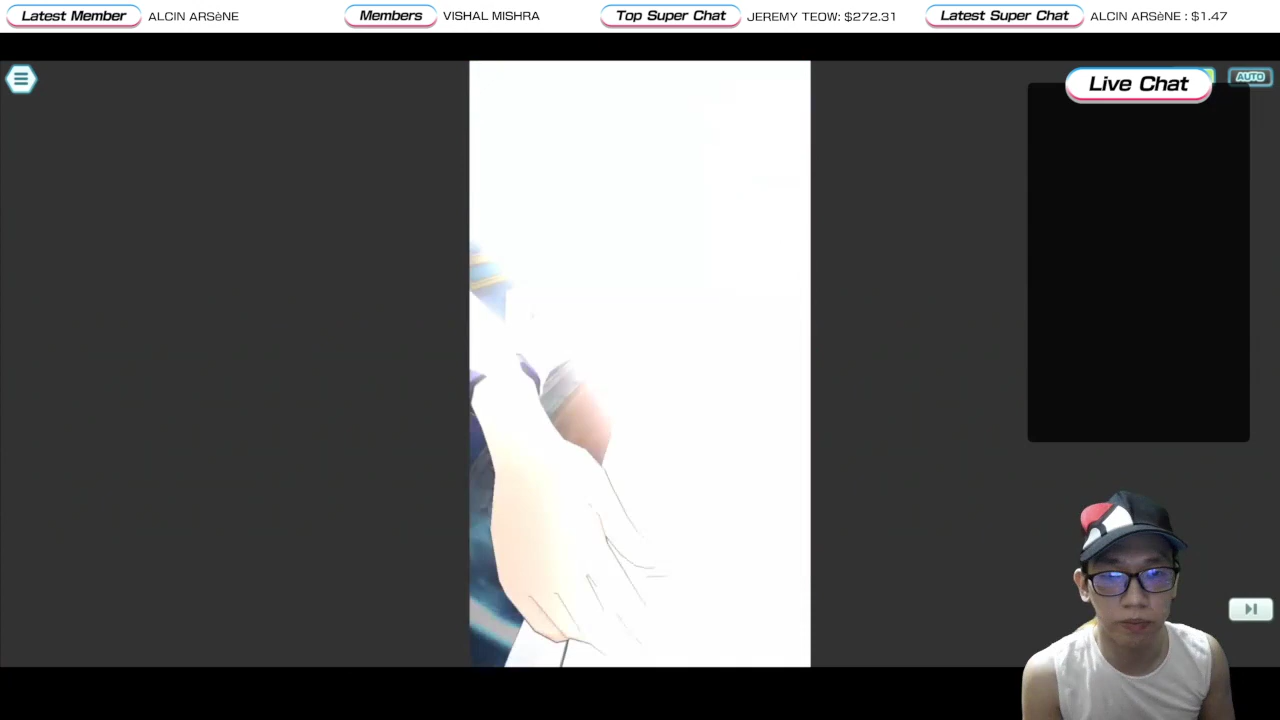 Latest Member ALCIN ARSèNE Members VISHAL MISHRA Top Super Chat JEREMY TEOW: $272.31 Latest Super Chat ALCIN ARSèNE : $1.47
Live Chat AUTO